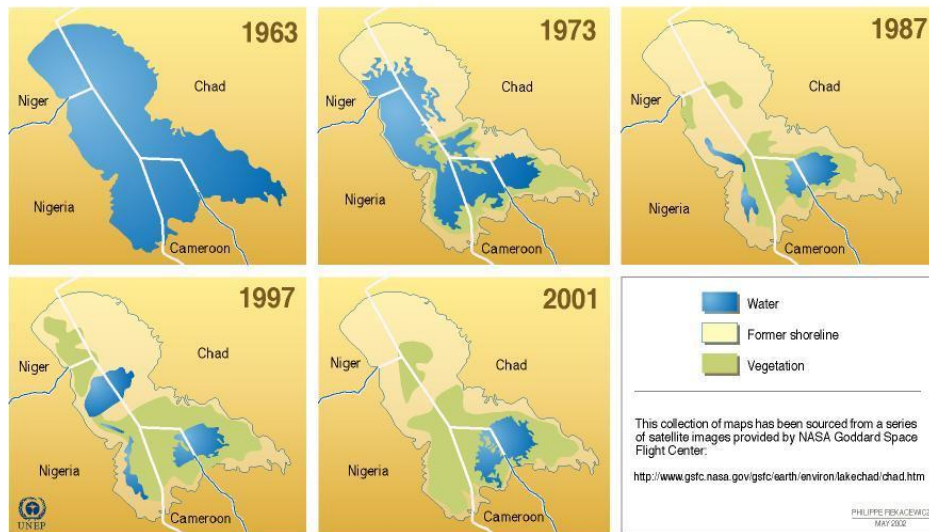 1963
Chad
Niger
Nigeria
Cameroon
1973
Chad
Niger
Nigeria
Cameroon
1987
Chad
Niger
Nigeria
Cameroon
1997
Chad
Niger
Nigeria
Cameroon
UNEP
2001
Chad
Niger
Nigeria
Cameroon
Water
Former shoreline
Vegetation
This collection of maps has been sourced from a series
of satellite images provided by NASA Goddard Space
Flight Center:
http://www.gsfc.nasa.gov/gsfc/earth/environ/lakechad/chad.htm
PHILIPPE REKACEWICZ
MAY 2002